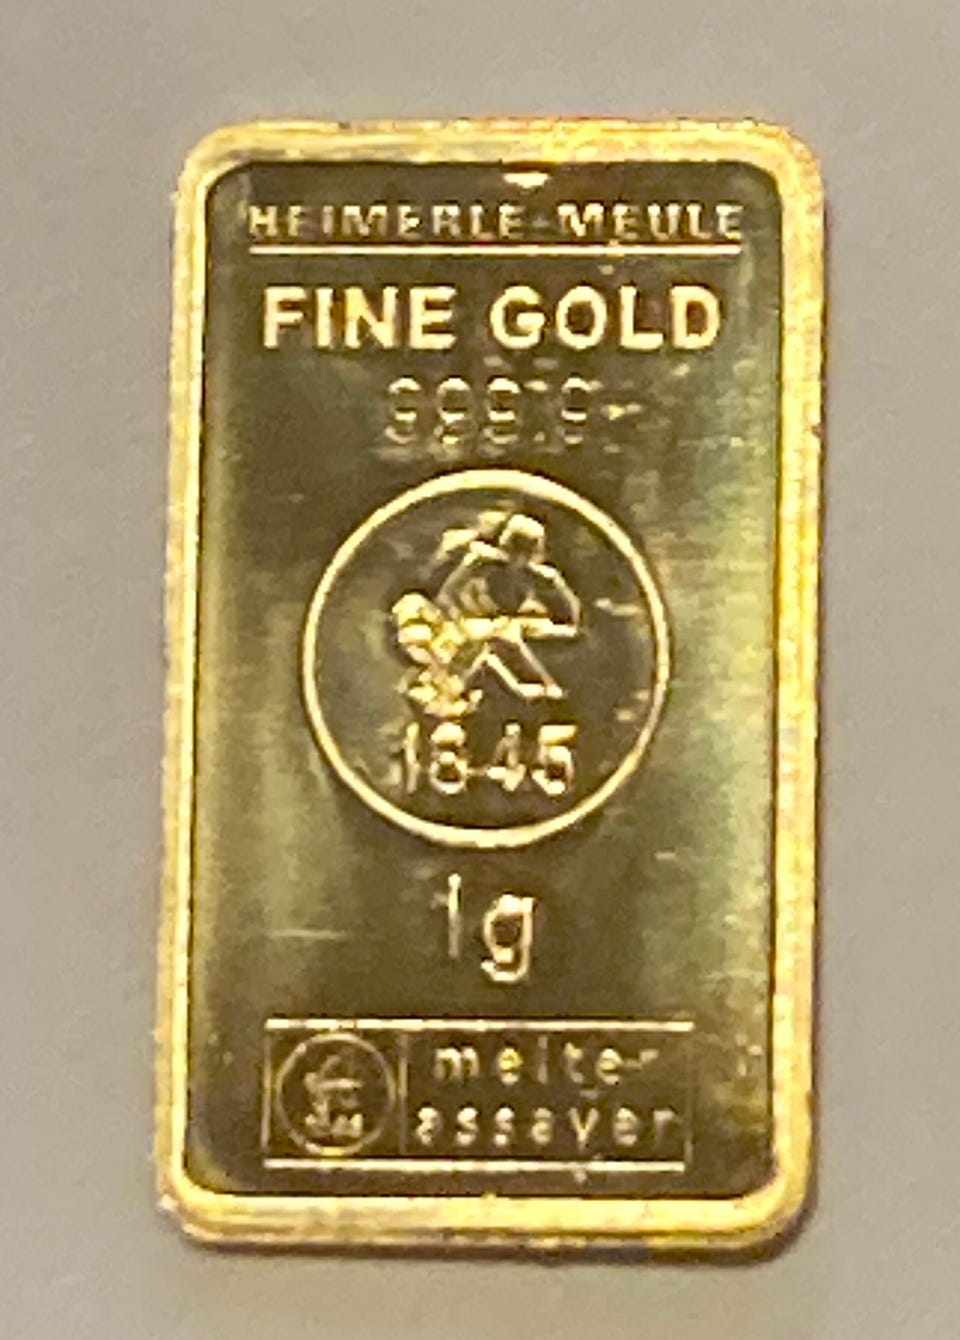 HEIMERLE-MEULE
FINE GOLD
999.9
1845
1g
melter
assayer